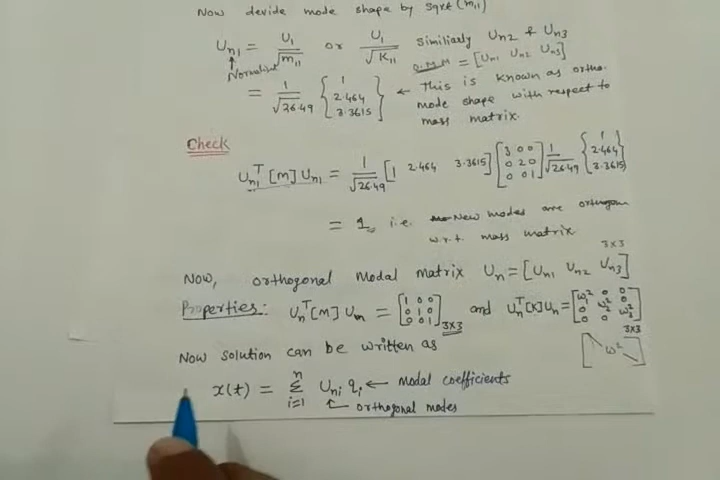 Now devide mode shape by sqrt (m11)
Un1 = U1/√m11 or U1/√K11 Similiarly Un2 & Un3
↑ Normalised O.M.M = [Un1 Un2 Un3]
= 1/√26.49 {1 2.464 3.3615} ← This is known as ortho.
mode shape with respect to
mass matrix.
Check
Un1^T [m] Un1 = 1/√26.49 [1 2.464 3.3615] [3 0 0 0 2 0 0 0 1] 1/√26.49 {1 2.464 3.3615}
= 1, i.e. New modes are orthogon
w.r.t. mass matrix
Now, orthogonal Modal matrix Un = [Un1 Un2 Un3] 3x3
Properties: Un^T [M] Um = [1 0 0 0 1 0 0 0 1] 3x3 and Un^T [K] Un = [ω1² 0 0 0 ω2² 0 0 0 ω3²] 3x3
[ω²]
Now solution can be written as
x(t) = Σ i=1 n Uni qi ← Modal coefficients
↑ orthogonal modes